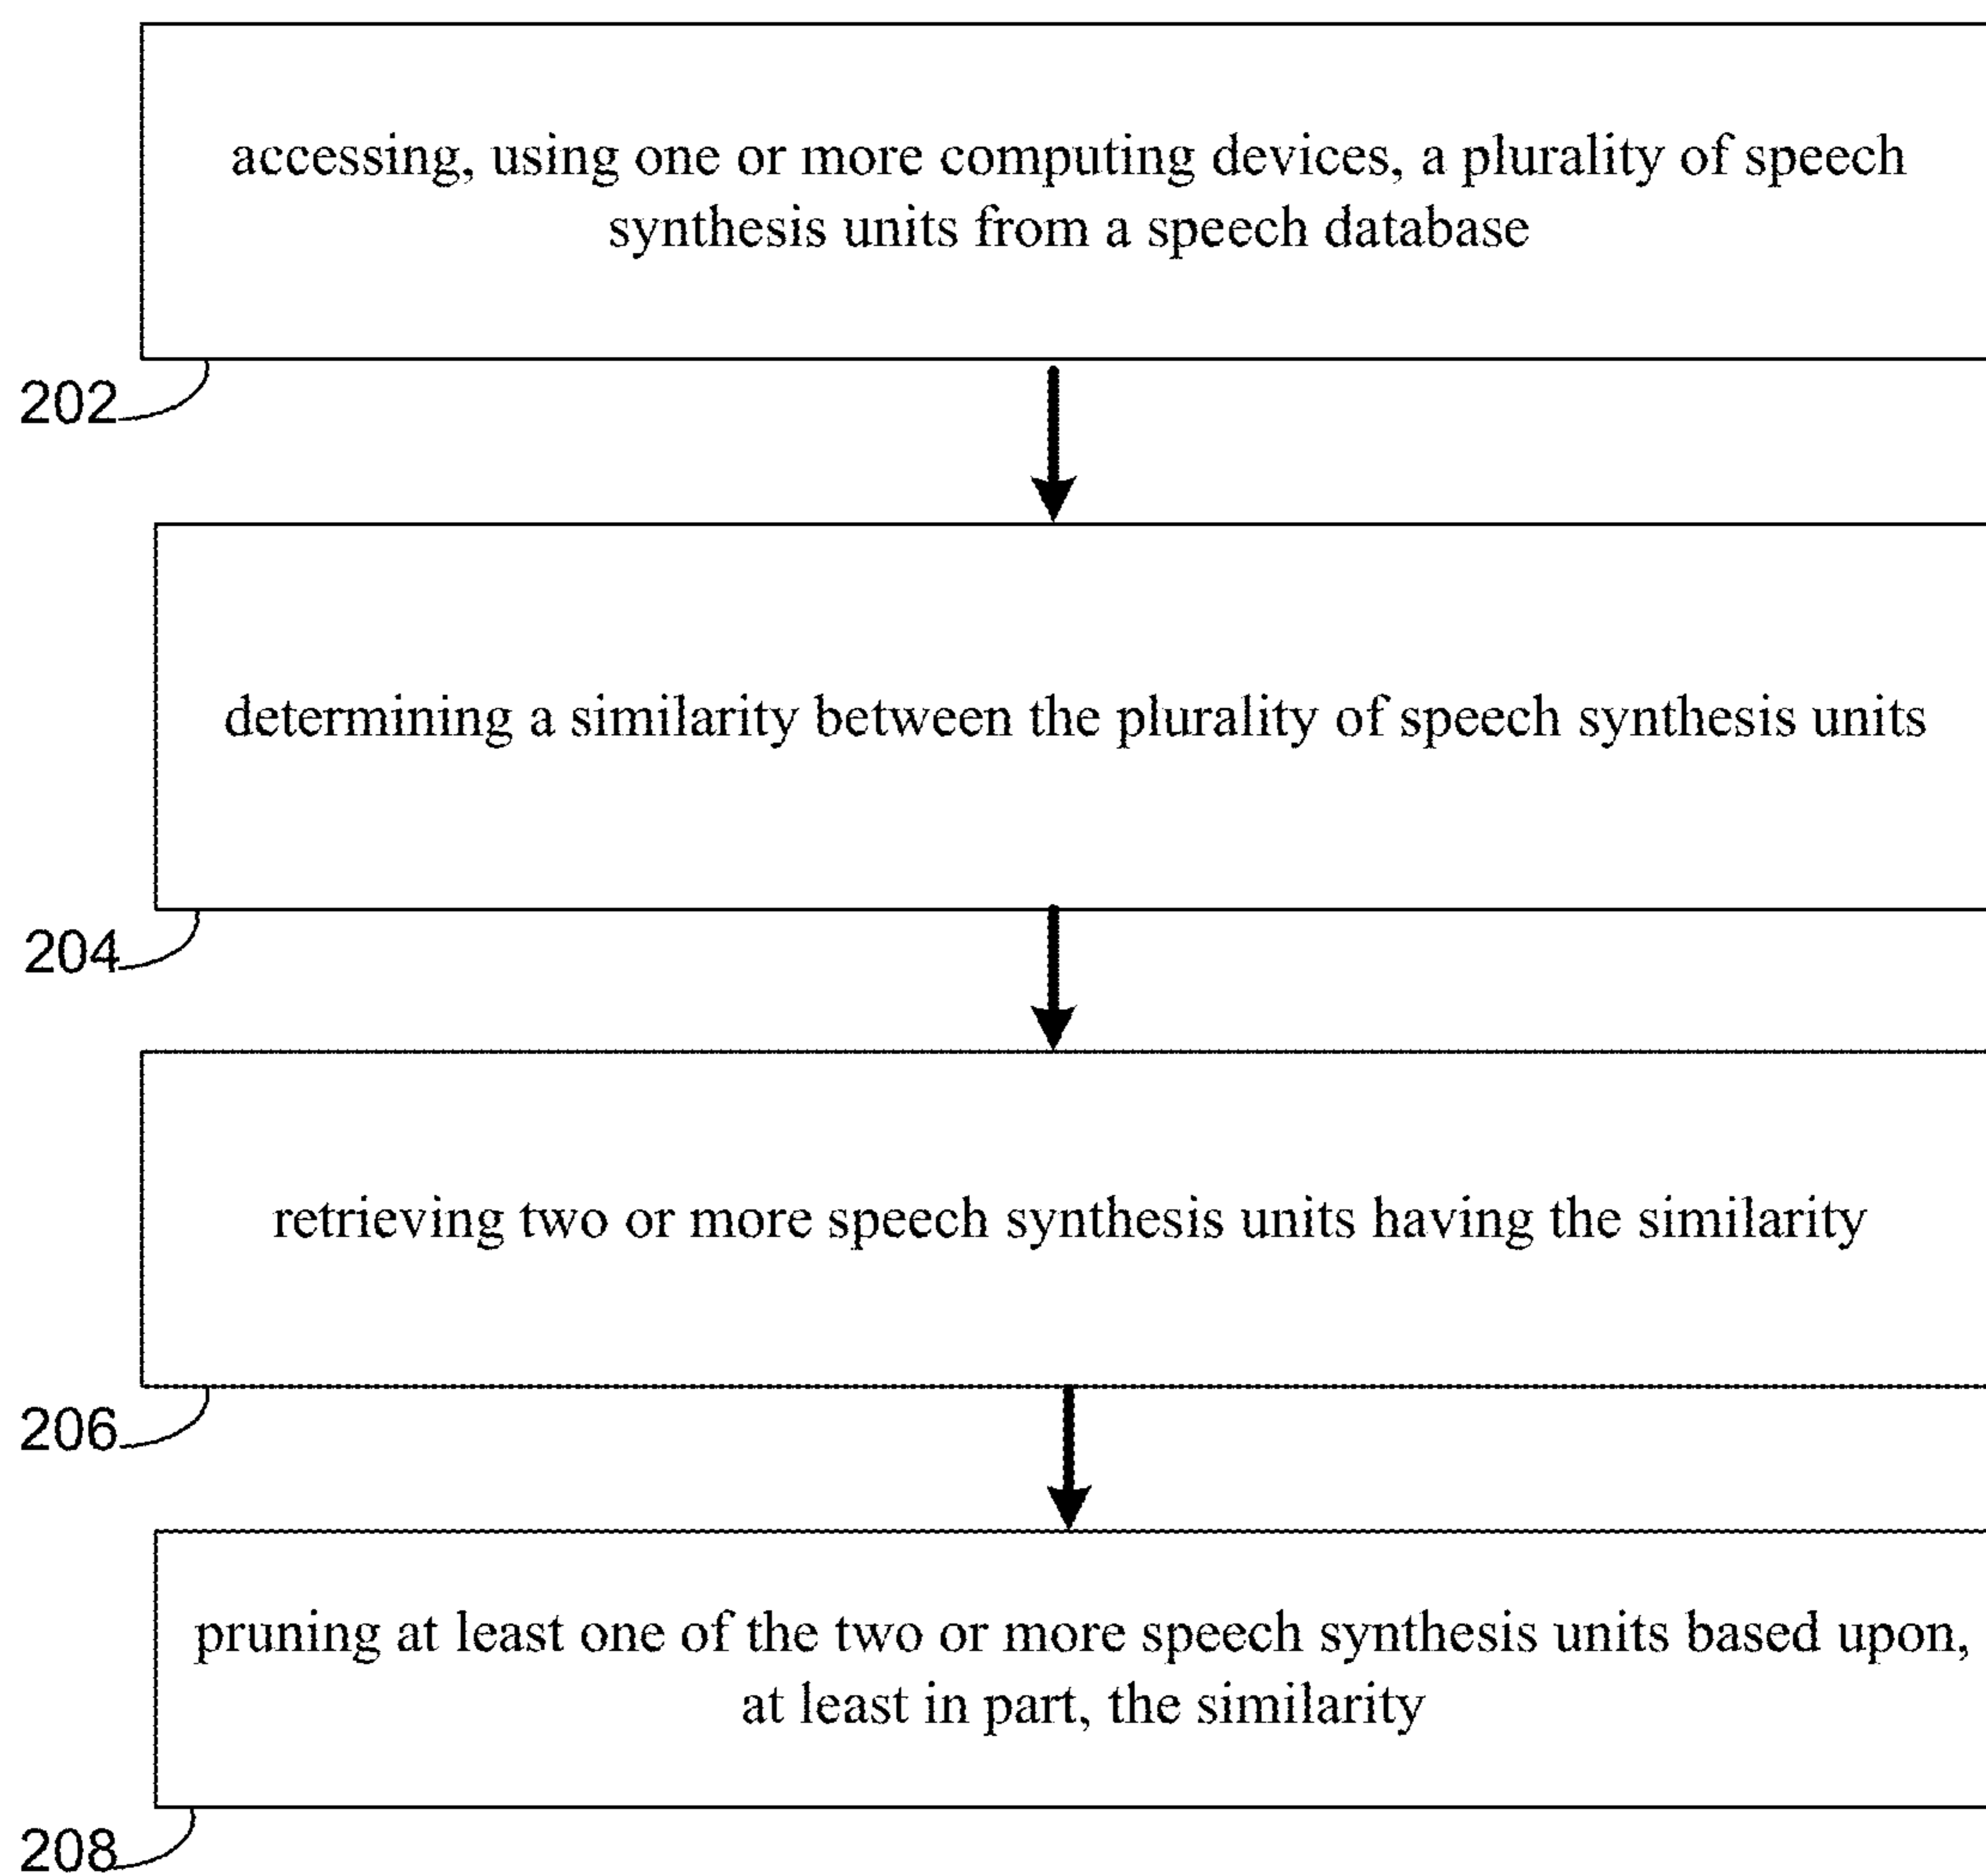 accessing, using one or more computing devices, a plurality of speech
synthesis units from a speech database
202
determining a similarity between the plurality of speech synthesis units
204
retrieving two or more speech synthesis units having the similarity
206
pruning at least one of the two or more speech synthesis units based upon,
at least in part, the similarity
208